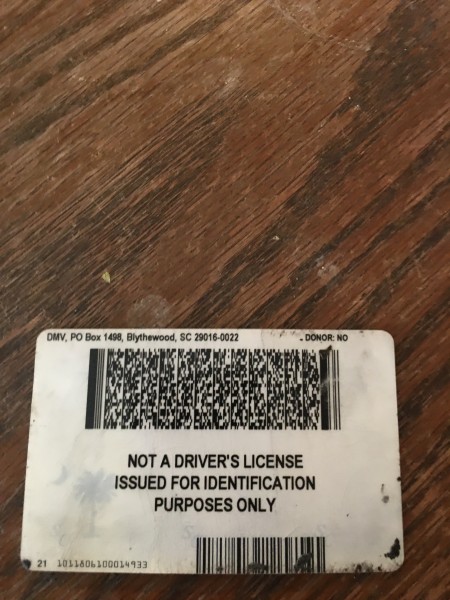 DMV, PO Box 1498, Blythewood, SC 29016-0022 DONOR: NO
NOT A DRIVER'S LICENSE
ISSUED FOR IDENTIFICATION
PURPOSES ONLY
21 1011806100014933